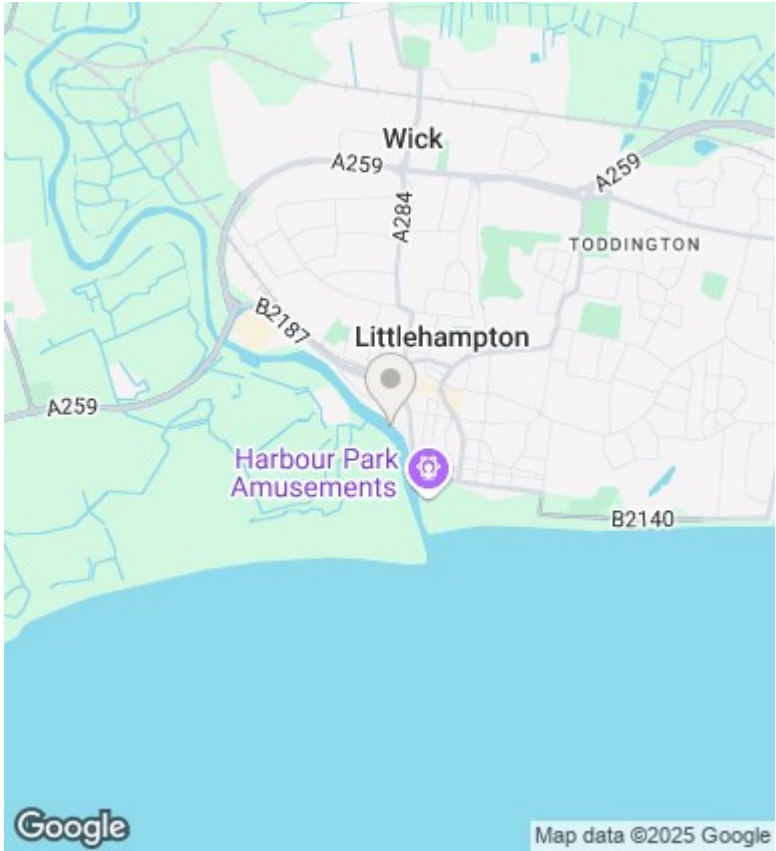 Wick
A259
A259
A284
TODDINGTON
B2187
Littlehampton
A259
Harbour Park
Amusements
B2140
Google
Map data ©2025 Google